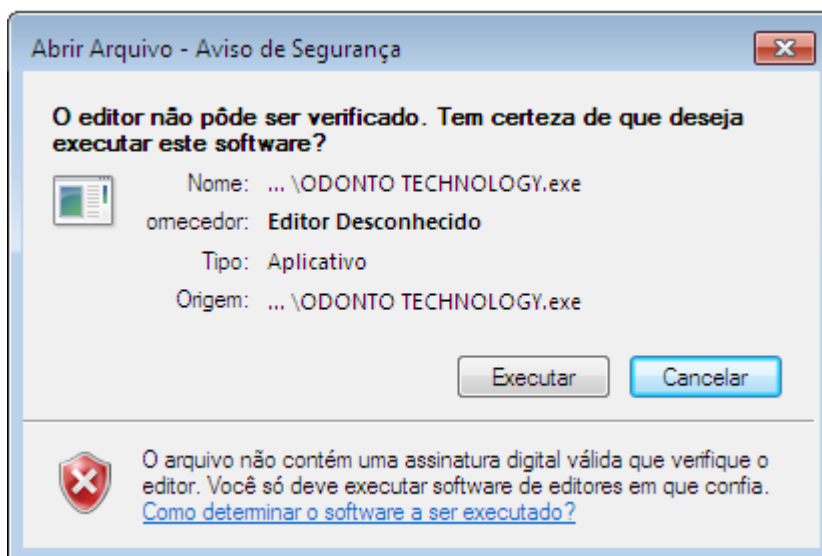 Abrir Arquivo - Aviso de Segurança
O editor não pôde ser verificado. Tem certeza de que deseja
executar este software?
Nome: ... \ODONTO TECHNOLOGY.exe
omecedor: Editor Desconhecido
Tipo: Aplicativo
Origem: ... \ODONTO TECHNOLOGY.exe
Executar Cancelar
O arquivo não contém uma assinatura digital válida que verifique o
editor. Você só deve executar software de editores em que confia.
Como determinar o software a ser executado?